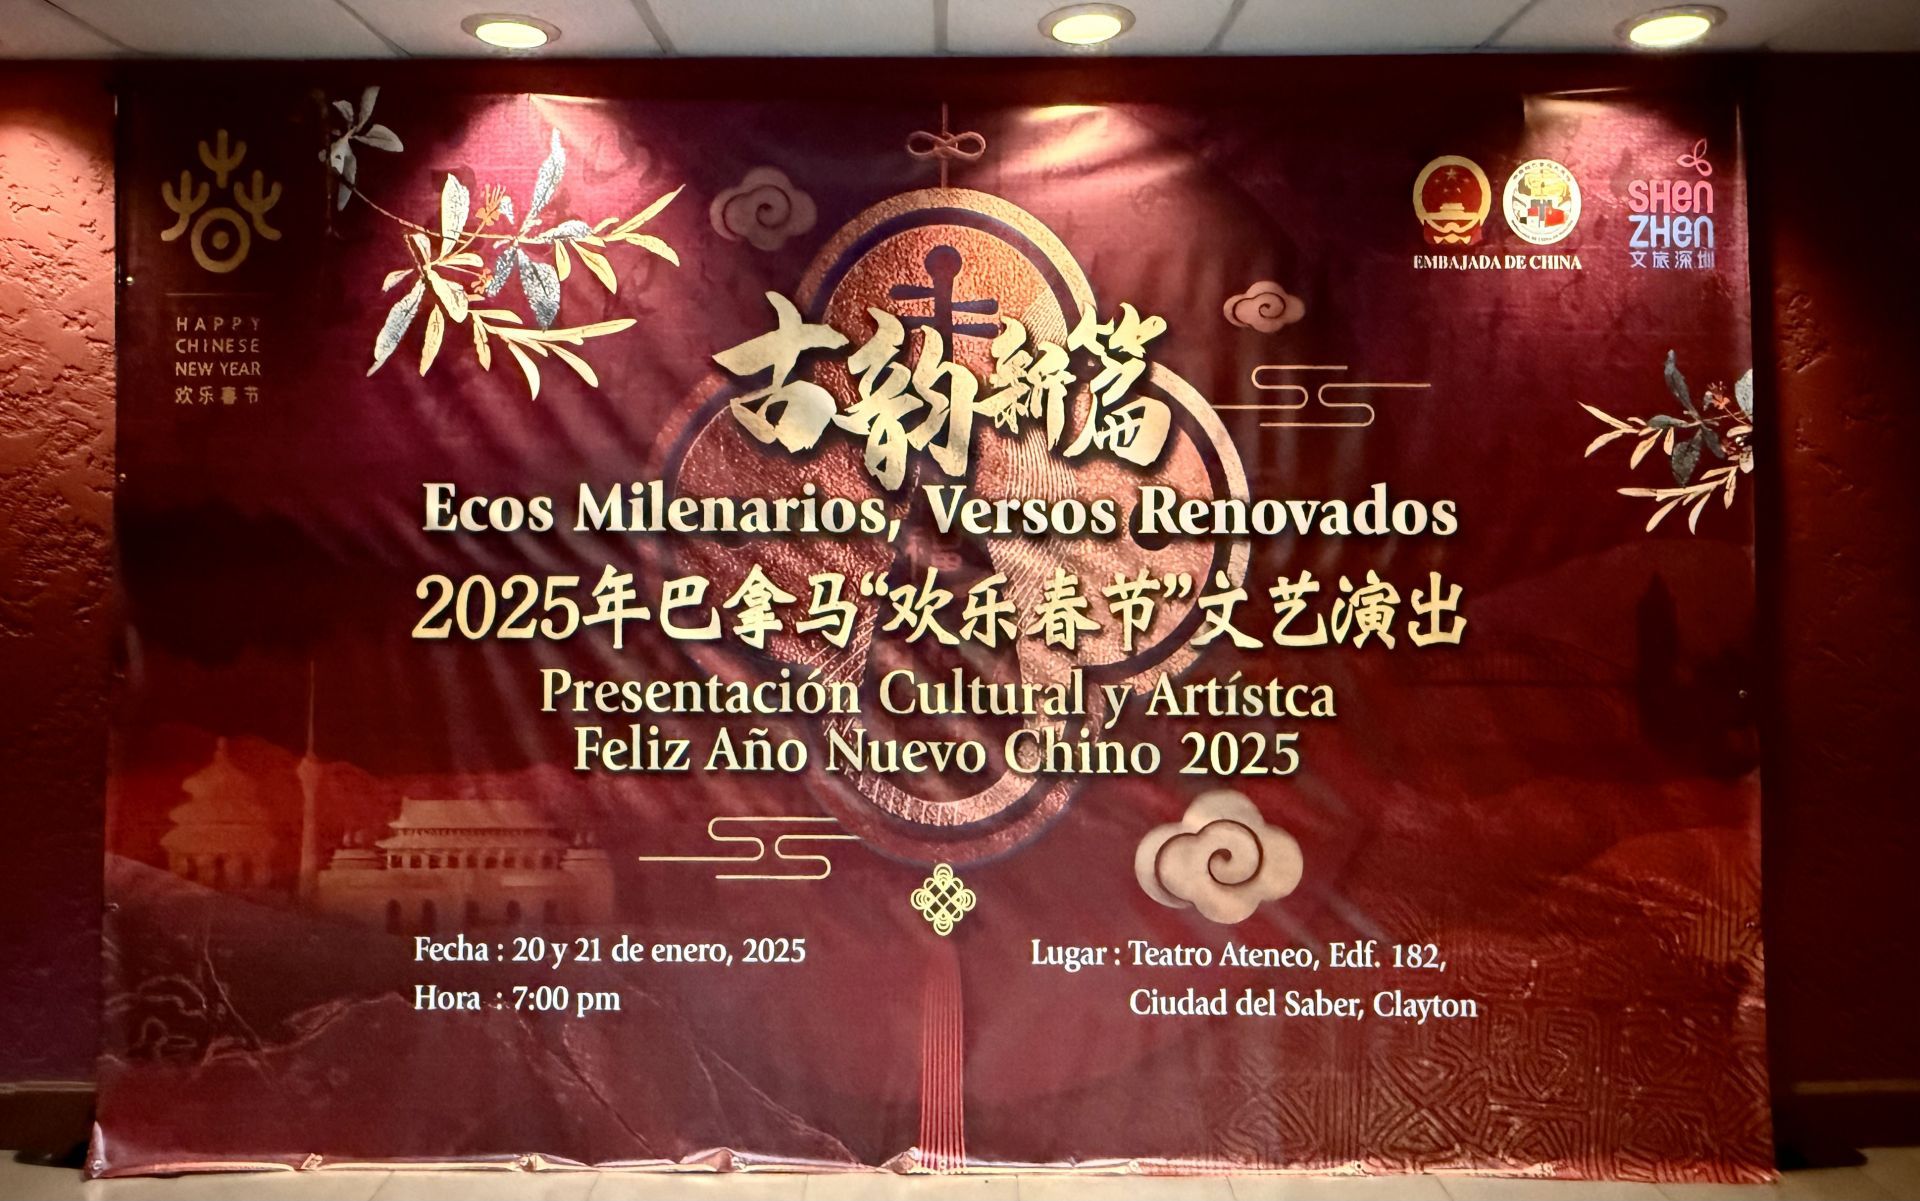 HAPPY
CHINESE
NEW YEAR
欢乐春节
EMBAJADA DE CHINA
SHEN
ZHEN
文旅深圳
古韵新篇
Ecos Milenarios, Versos Renovados
2025年巴拿马“欢乐春节”文艺演出
Presentación Cultural y Artístca
Feliz Año Nuevo Chino 2025
Fecha : 20 y 21 de enero, 2025
Hora : 7:00 pm
Lugar : Teatro Ateneo, Edf. 182,
Ciudad del Saber, Clayton